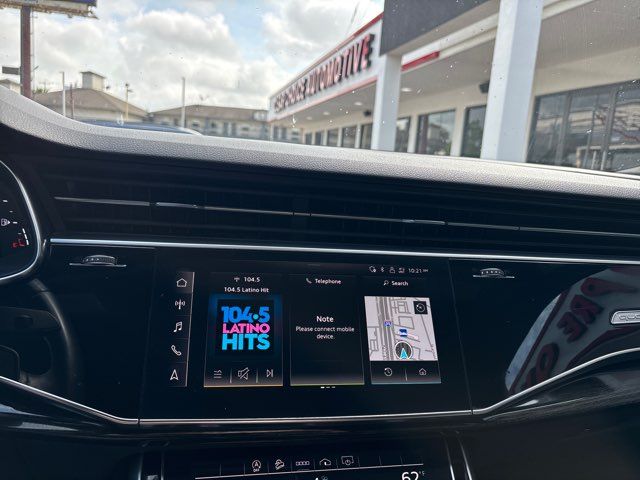 AUTOMOTIVE
10:21
104.5
104.5 Latino Hit
104.5
LATINO
HITS
Telephone
Note
Please connect mobile
device.
Search
62°F